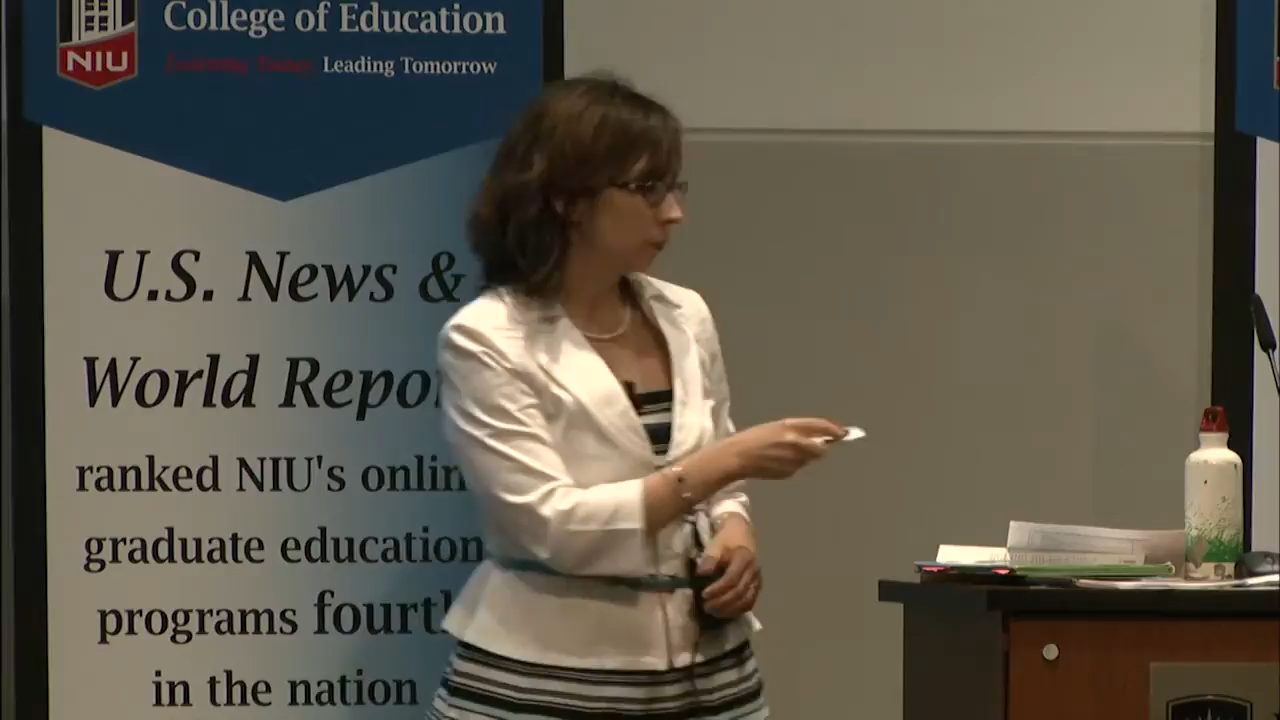 College of Education
NIU
Learning Today, Leading Tomorrow
U.S. News &
World Repo
ranked NIU's onlin
graduate education
programs fourth
in the nation